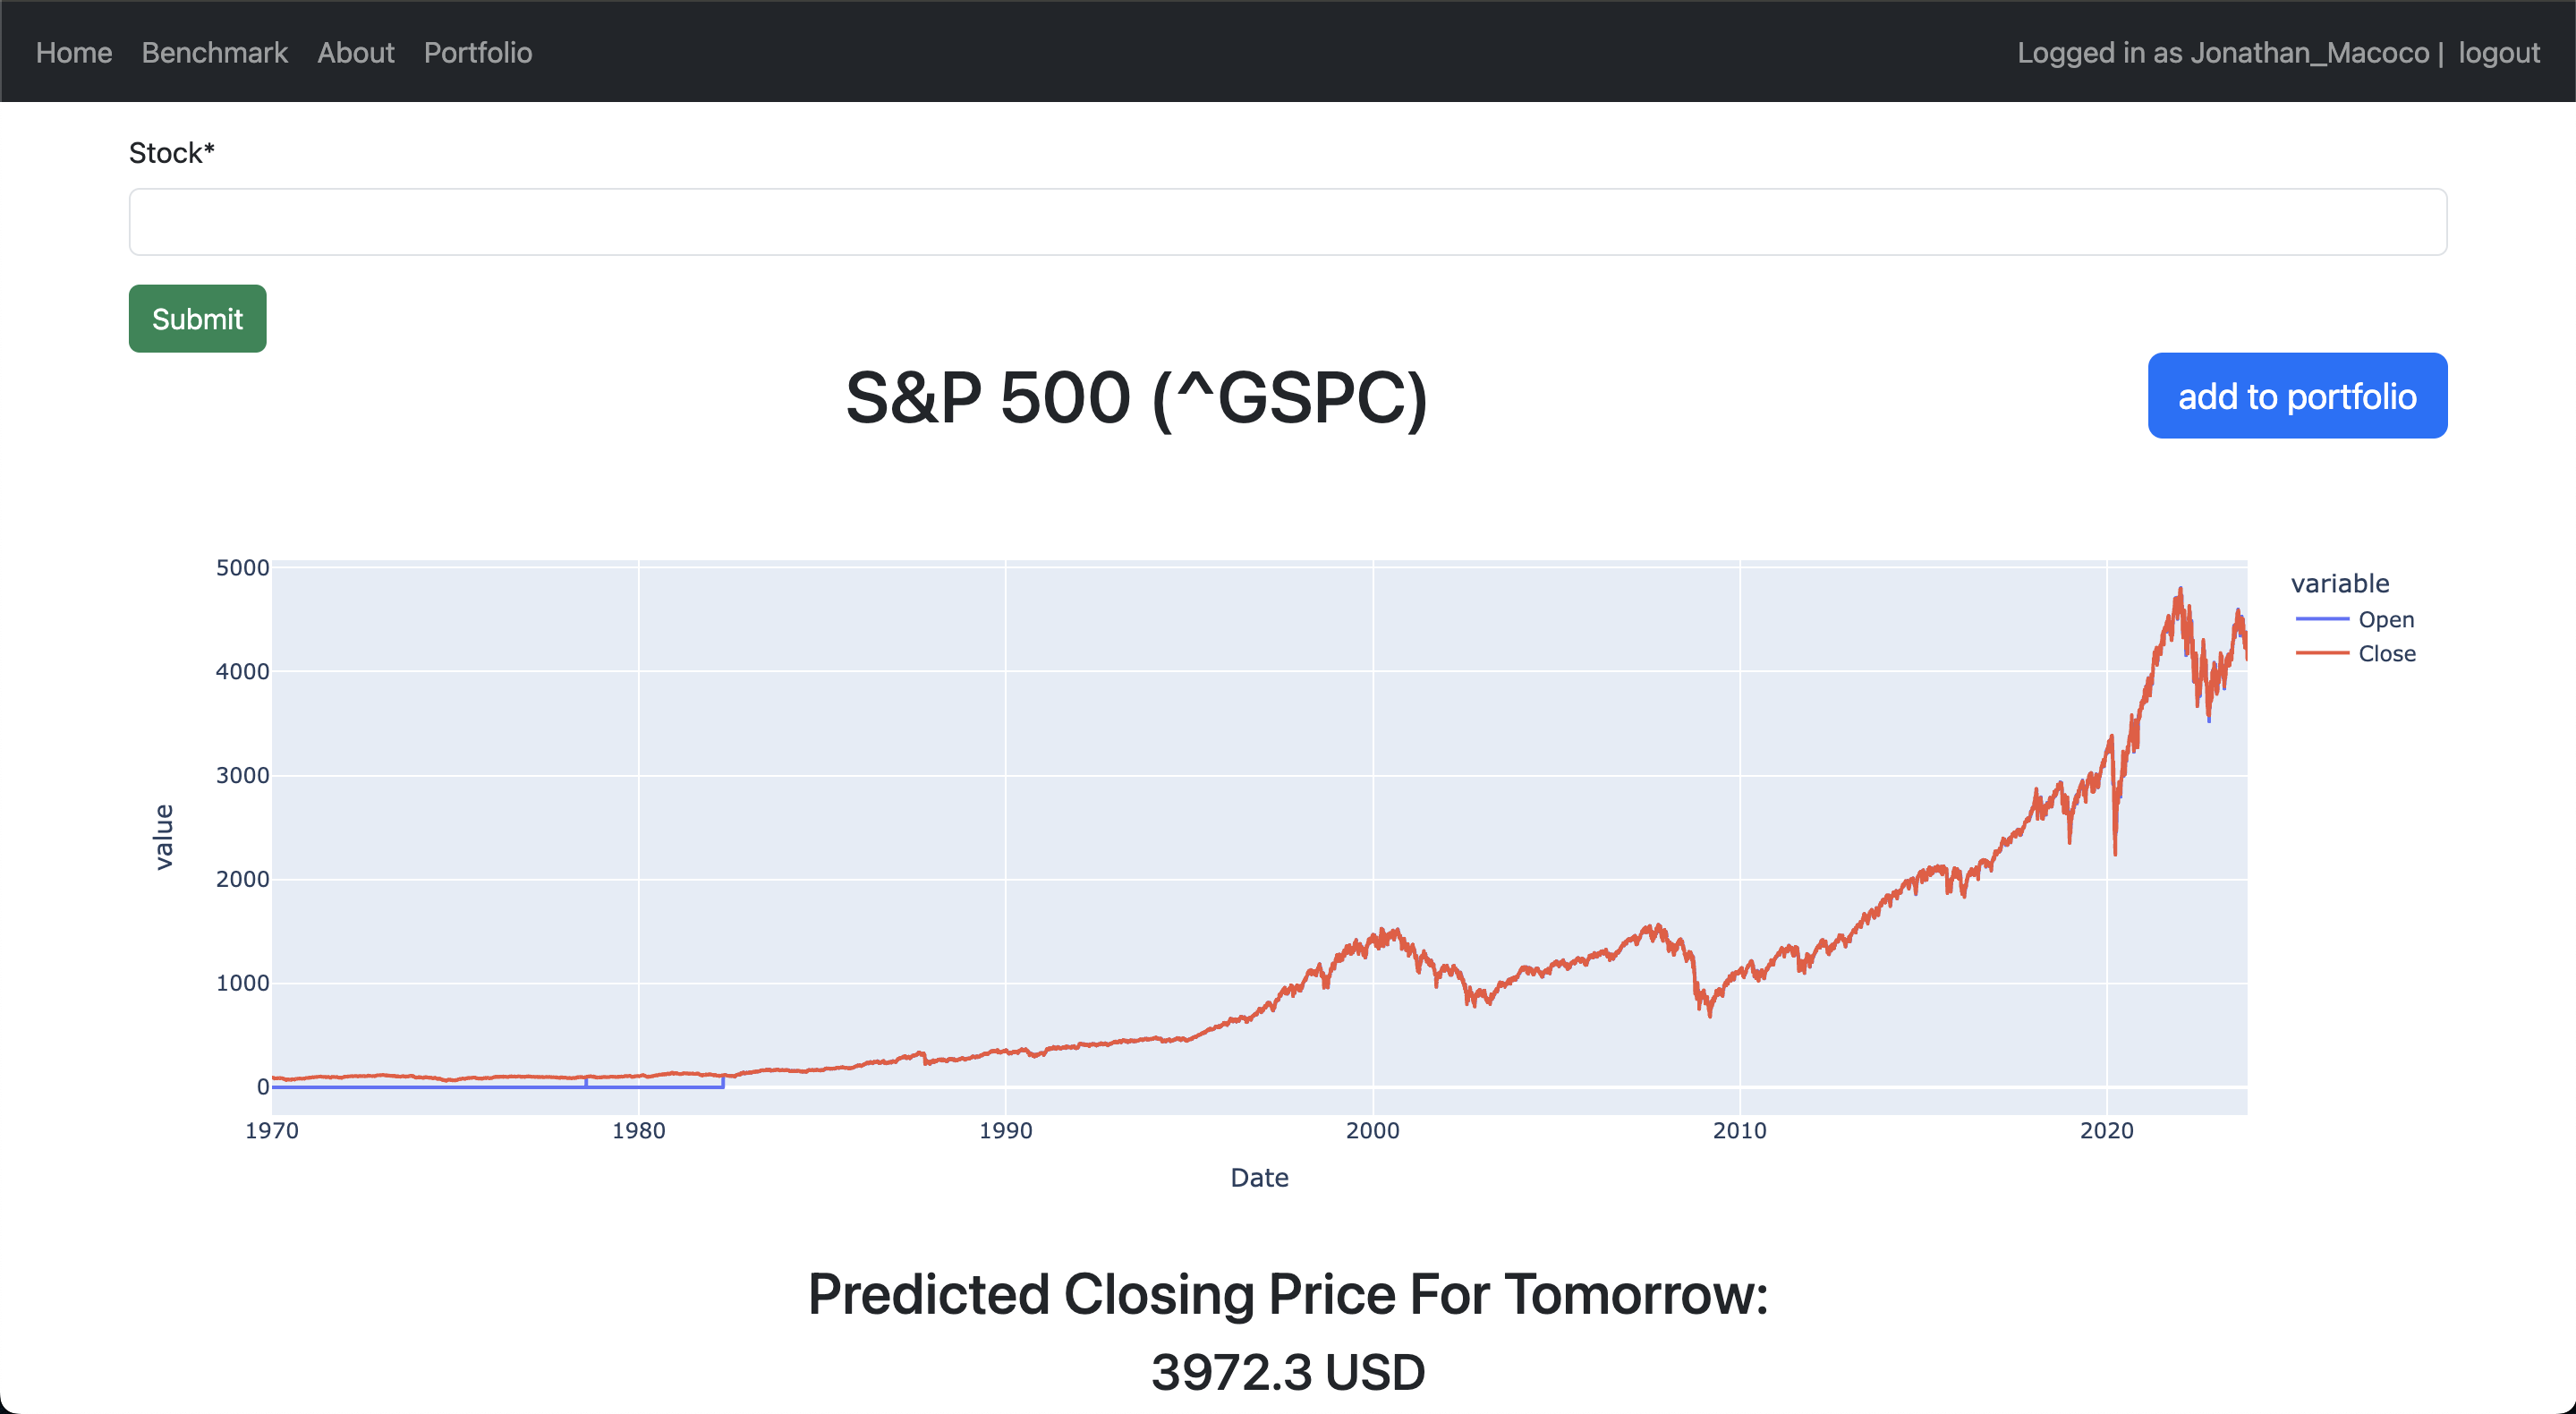 Home Benchmark About Portfolio Logged in as Jonathan_Macoco | logout
Stock*
Submit
S&P 500 (^GSPC)
add to portfolio
5000
4000
3000
2000
1000
0
value
1970 1980 1990 2000 2010 2020
Date
variable
Open
Close
Predicted Closing Price For Tomorrow:
3972.3 USD